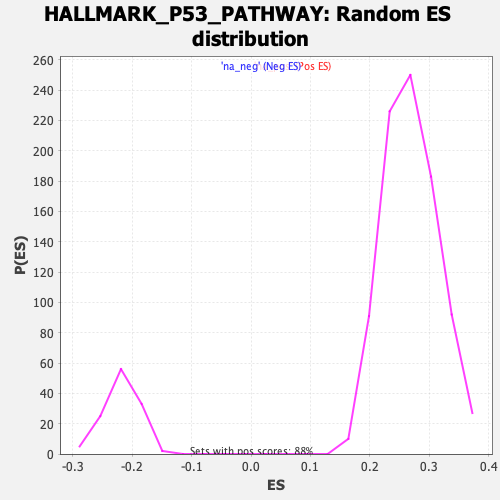 HALLMARK_P53_PATHWAY: Random ES
distribution
'na_neg' (Neg ES) Pos ES)
P(ES)
260
240
220
200
180
160
140
120
100
80
60
40
20
0
Sets with pos scores: 88%
-0.3 -0.2 -0.1 0.0 0.1 0.2 0.3 0.4
ES